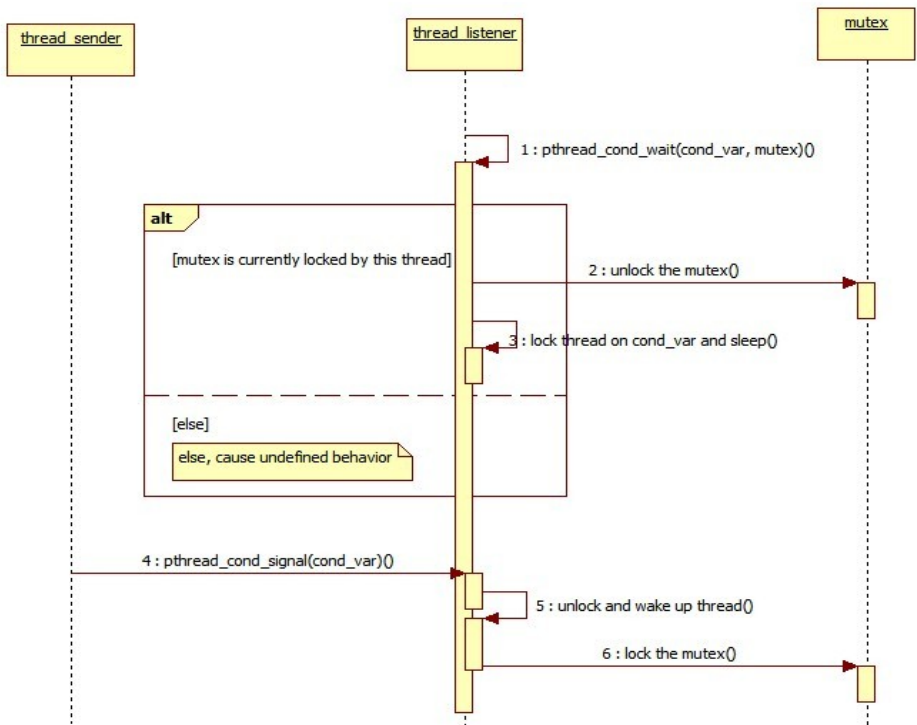 thread_sender
thread_listener
mutex
1 : pthread_cond_wait(cond_var, mutex)()
alt
[mutex is currently locked by this thread]
2 : unlock the mutex()
3 : lock thread on cond_var and sleep()
[else]
else, cause undefined behavior
4 : pthread_cond_signal(cond_var)()
5 : unlock and wake up thread()
6 : lock the mutex()